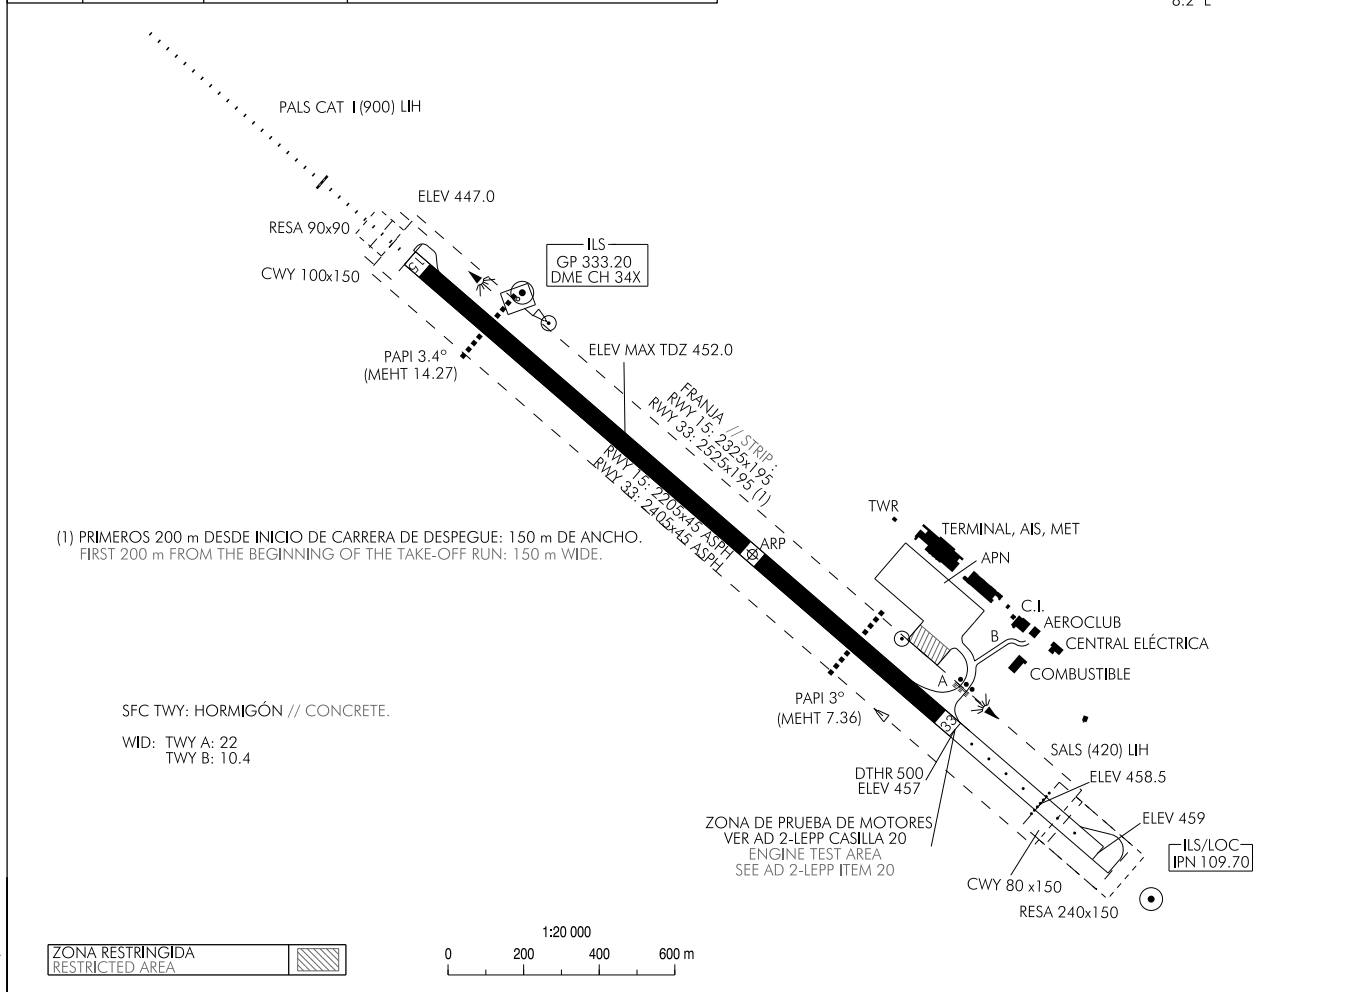 6.2° E
PALS CAT I (900) LIH
ELEV 447.0
RESA 90x90
CWY 100x150
15
ILS
GP 333.20
DME CH 34X
PAPI 3.4°
(MEHT 14.27)
ELEV MAX TDZ 452.0
FRANJA // STRIP :
RWY 15: 2325x195
RWY 33: 2525x195 (1)
RWY 15: 2205x45 ASPH
RWY 33: 2405x45 ASPH
(1) PRIMEROS 200 m DESDE INICIO DE CARRERA DE DESPEGUE: 150 m DE ANCHO.
FIRST 200 m FROM THE BEGINNING OF THE TAKE-OFF RUN: 150 m WIDE.
ARP
TWR
TERMINAL, AIS, MET
APN
C.I.
AEROCLUB
B
CENTRAL ELÉCTRICA
COMBUSTIBLE
A
PAPI 3°
(MEHT 7.36)
33
SFC TWY: HORMIGÓN // CONCRETE.
WID: TWY A: 22
TWY B: 10.4
SALS (420) LIH
DTHR 500
ELEV 457
ELEV 458.5
ELEV 459
ZONA DE PRUEBA DE MOTORES
VER AD 2-LEPP CASILLA 20
ENGINE TEST AREA
SEE AD 2-LEPP ITEM 20
ILS/LOC
IPN 109.70
CWY 80 x150
RESA 240x150
ZONA RESTRINGIDA
RESTRICTED AREA
1:20 000
0 200 400 600 m